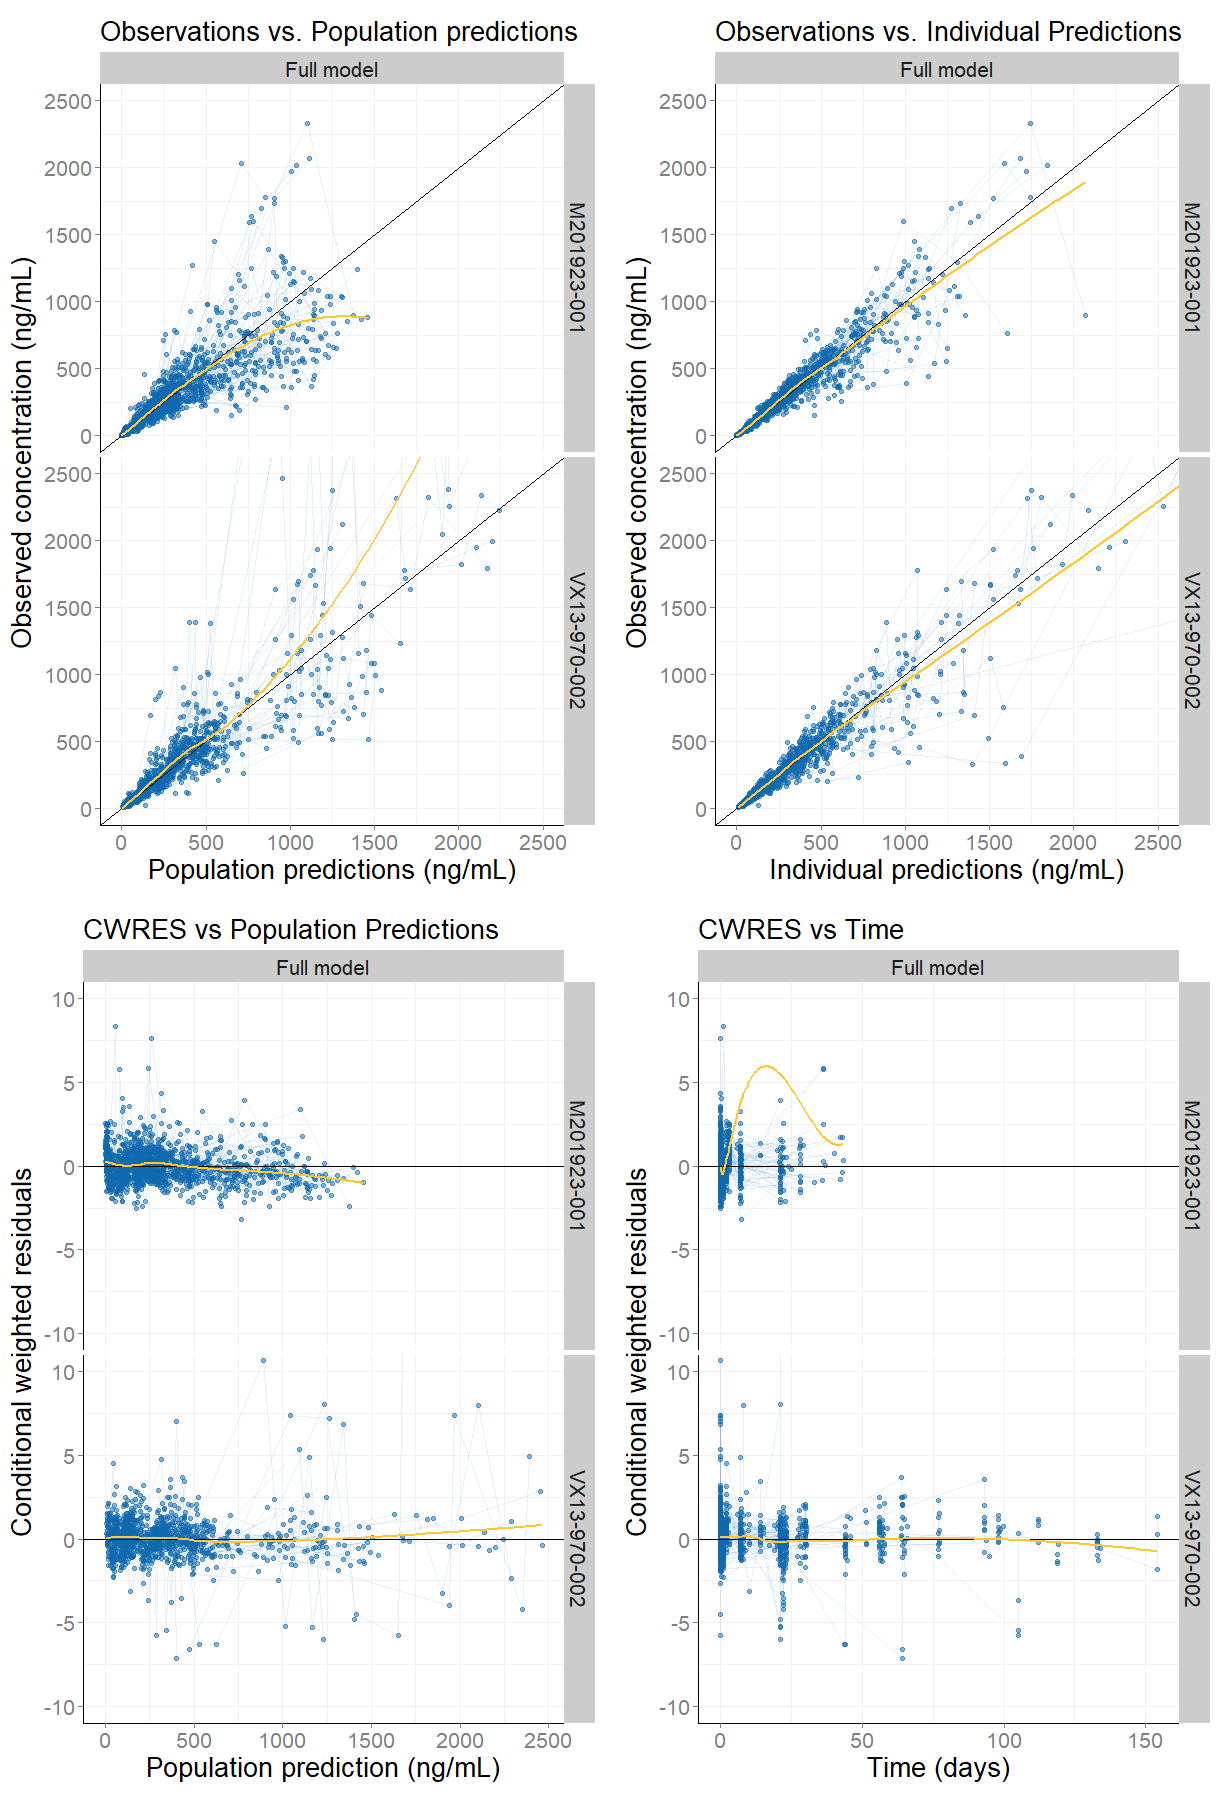 Observations vs. Population predictions
Full model
2500
2000
1500
1000
500
0
M201923-001
2500
2000
1500
1000
500
0
VX13-970-002
0 500 1000 1500 2000 2500
Observed concentration (ng/mL)
Population predictions (ng/mL)
Observations vs. Individual Predictions
Full model
2500
2000
1500
1000
500
0
M201923-001
2500
2000
1500
1000
500
0
VX13-970-002
0 500 1000 1500 2000 2500
Observed concentration (ng/mL)
Individual predictions (ng/mL)
CWRES vs Population Predictions
Full model
10
5
0
-5
-10
M201923-001
10
5
0
-5
-10
VX13-970-002
0 500 1000 1500 2000 2500
Conditional weighted residuals
Population prediction (ng/mL)
CWRES vs Time
Full model
10
5
0
-5
-10
M201923-001
10
5
0
-5
-10
VX13-970-002
0 50 100 150
Conditional weighted residuals
Time (days)